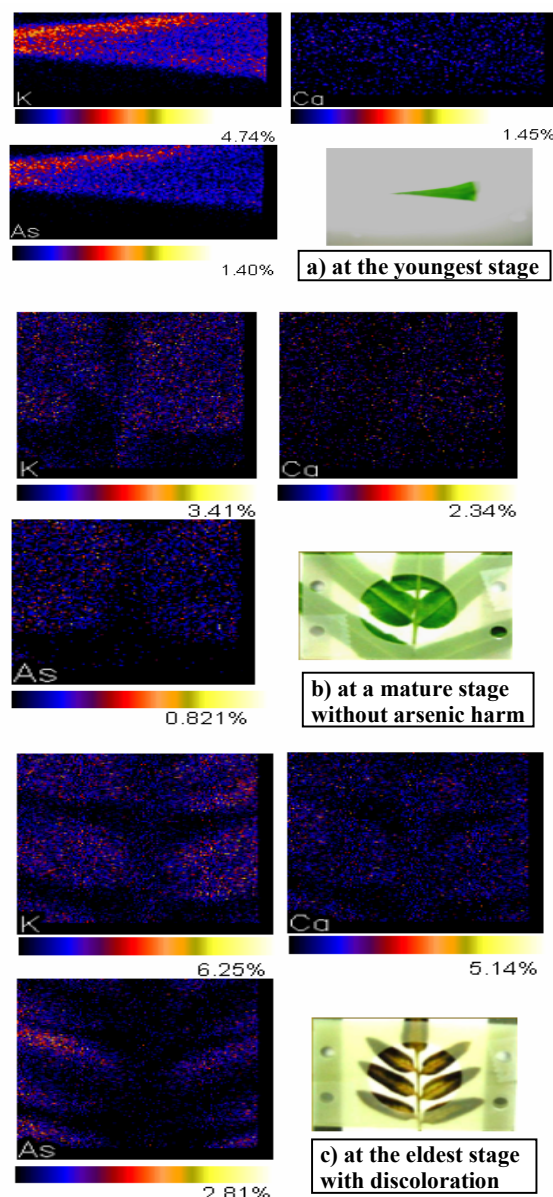 K
Ca
4.74%
1.45%
As
1.40%
a) at the youngest stage
K
Ca
3.41%
2.34%
As
0.821%
b) at a mature stage
without arsenic harm
K
Ca
6.25%
5.14%
As
2.81%
c) at the eldest stage
with discoloration